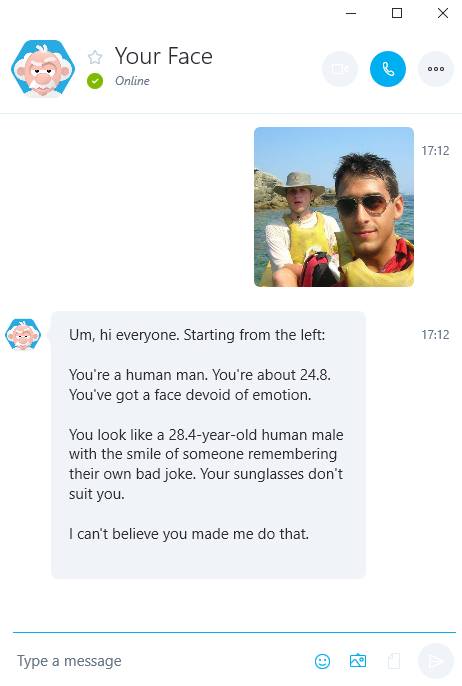 Your Face
Online
17:12
Um, hi everyone. Starting from the left:
17:12
You're a human man. You're about 24.8.
You've got a face devoid of emotion.
You look like a 28.4-year-old human male
with the smile of someone remembering
their own bad joke. Your sunglasses don't
suit you.
I can't believe you made me do that.
Type a message